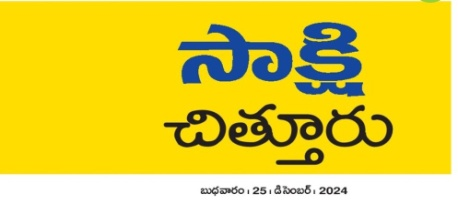 సాక్షి
చిత్తూరు
బుధవారం ı 25 ı డిసెంబర్ ı 2024